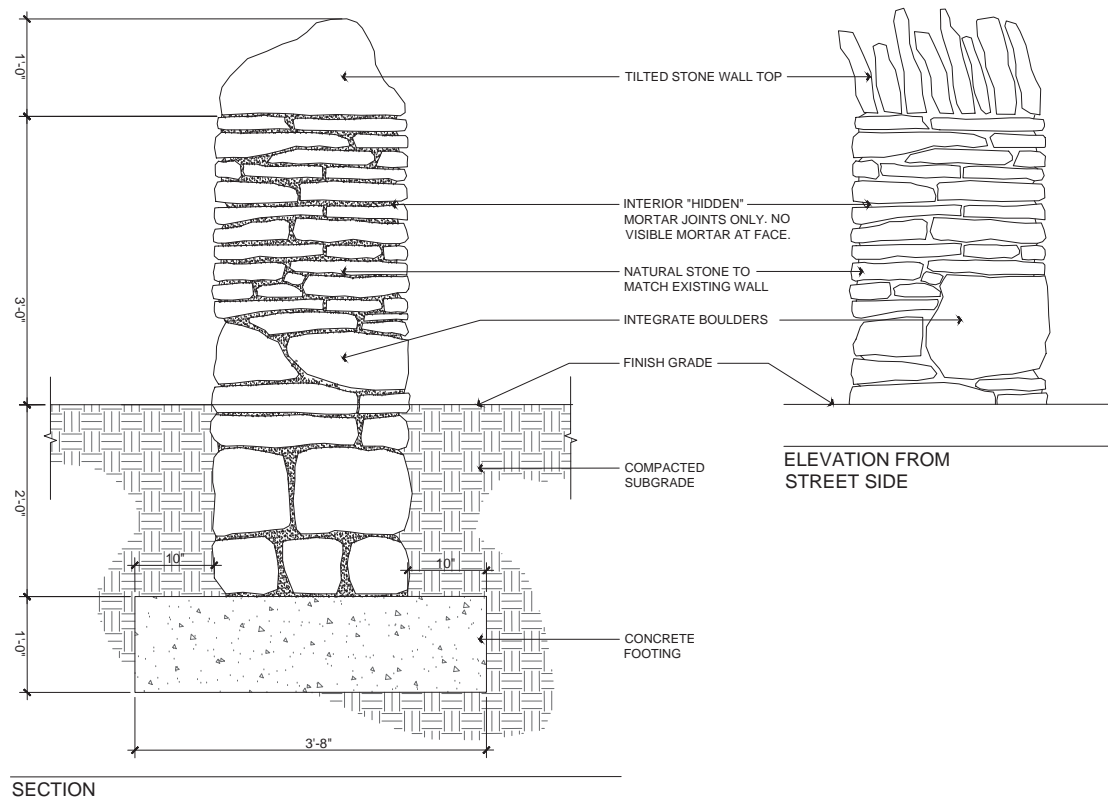 1'-0"
3'-0"
2'-0"
1'-0"
10"
10"
3'-8"
TILTED STONE WALL TOP
INTERIOR "HIDDEN"
MORTAR JOINTS ONLY. NO
VISIBLE MORTAR AT FACE.
NATURAL STONE TO
MATCH EXISTING WALL
INTEGRATE BOULDERS
FINISH GRADE
COMPACTED
SUBGRADE
CONCRETE
FOOTING
ELEVATION FROM
STREET SIDE
SECTION